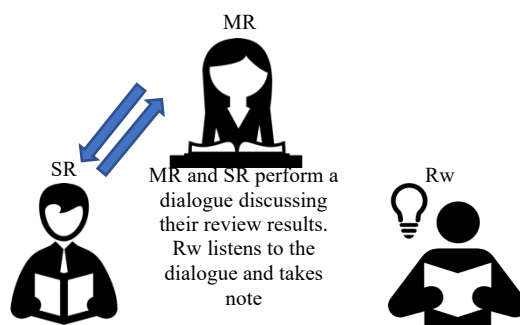 MR
SR
MR and SR perform a
dialogue discussing
their review results.
Rw listens to the
dialogue and takes
note
Rw